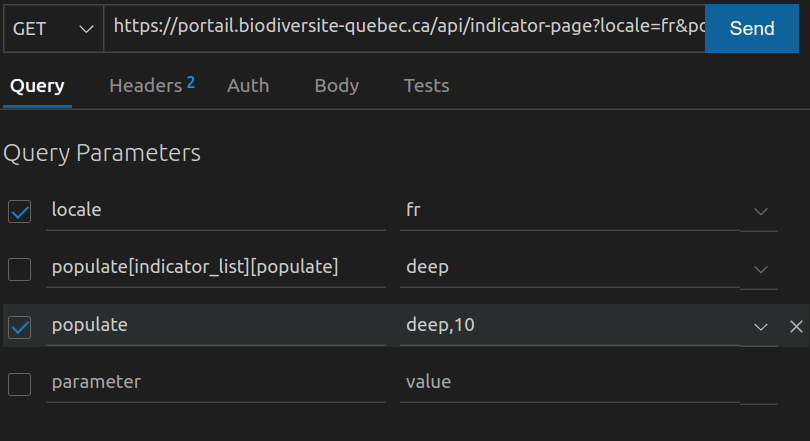 GET https://portail.biodiversite-quebec.ca/api/indicator-page?locale=fr&po Send
Query Headers 2 Auth Body Tests
Query Parameters
locale fr
populate[indicator_list][populate] deep
populate deep,10
parameter value